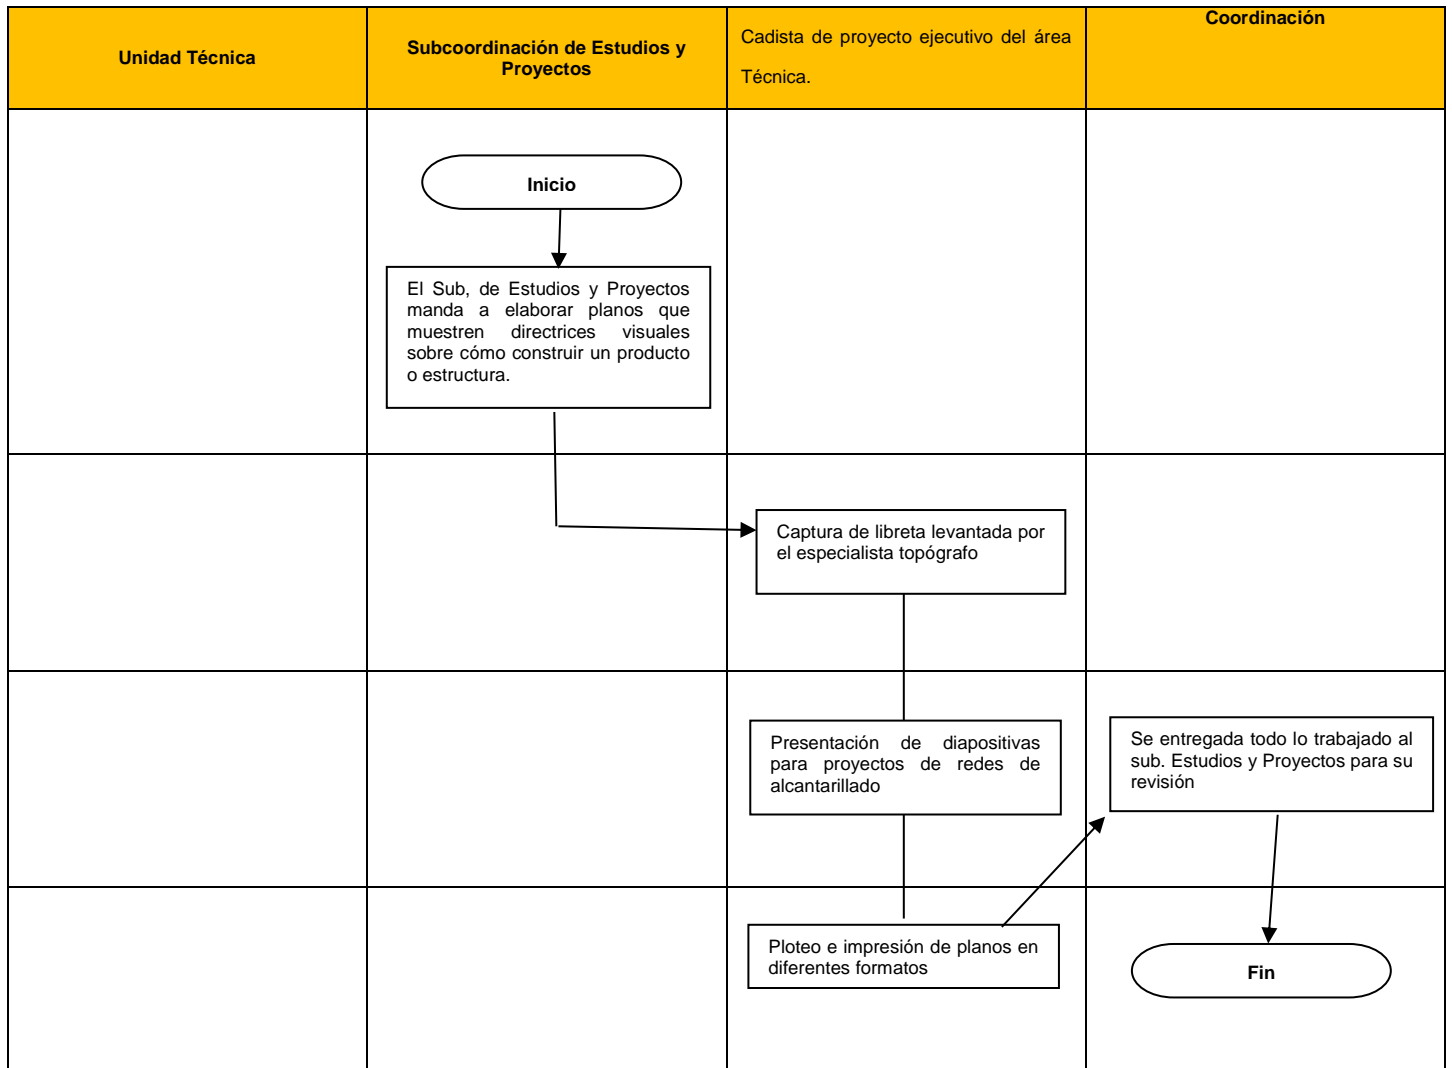 Unidad Técnica
Subcoordinación de Estudios y
Proyectos
Cadista de proyecto ejecutivo del área
Técnica.
Coordinación
Inicio
El Sub, de Estudios y Proyectos
manda a elaborar planos que
muestren directrices visuales
sobre cómo construir un producto
o estructura.
Captura de libreta levantada por
el especialista topógrafo
Presentación de diapositivas
para proyectos de redes de
alcantarillado
Se entregada todo lo trabajado al
sub. Estudios y Proyectos para su
revisión
Ploteo e impresión de planos en
diferentes formatos
Fin